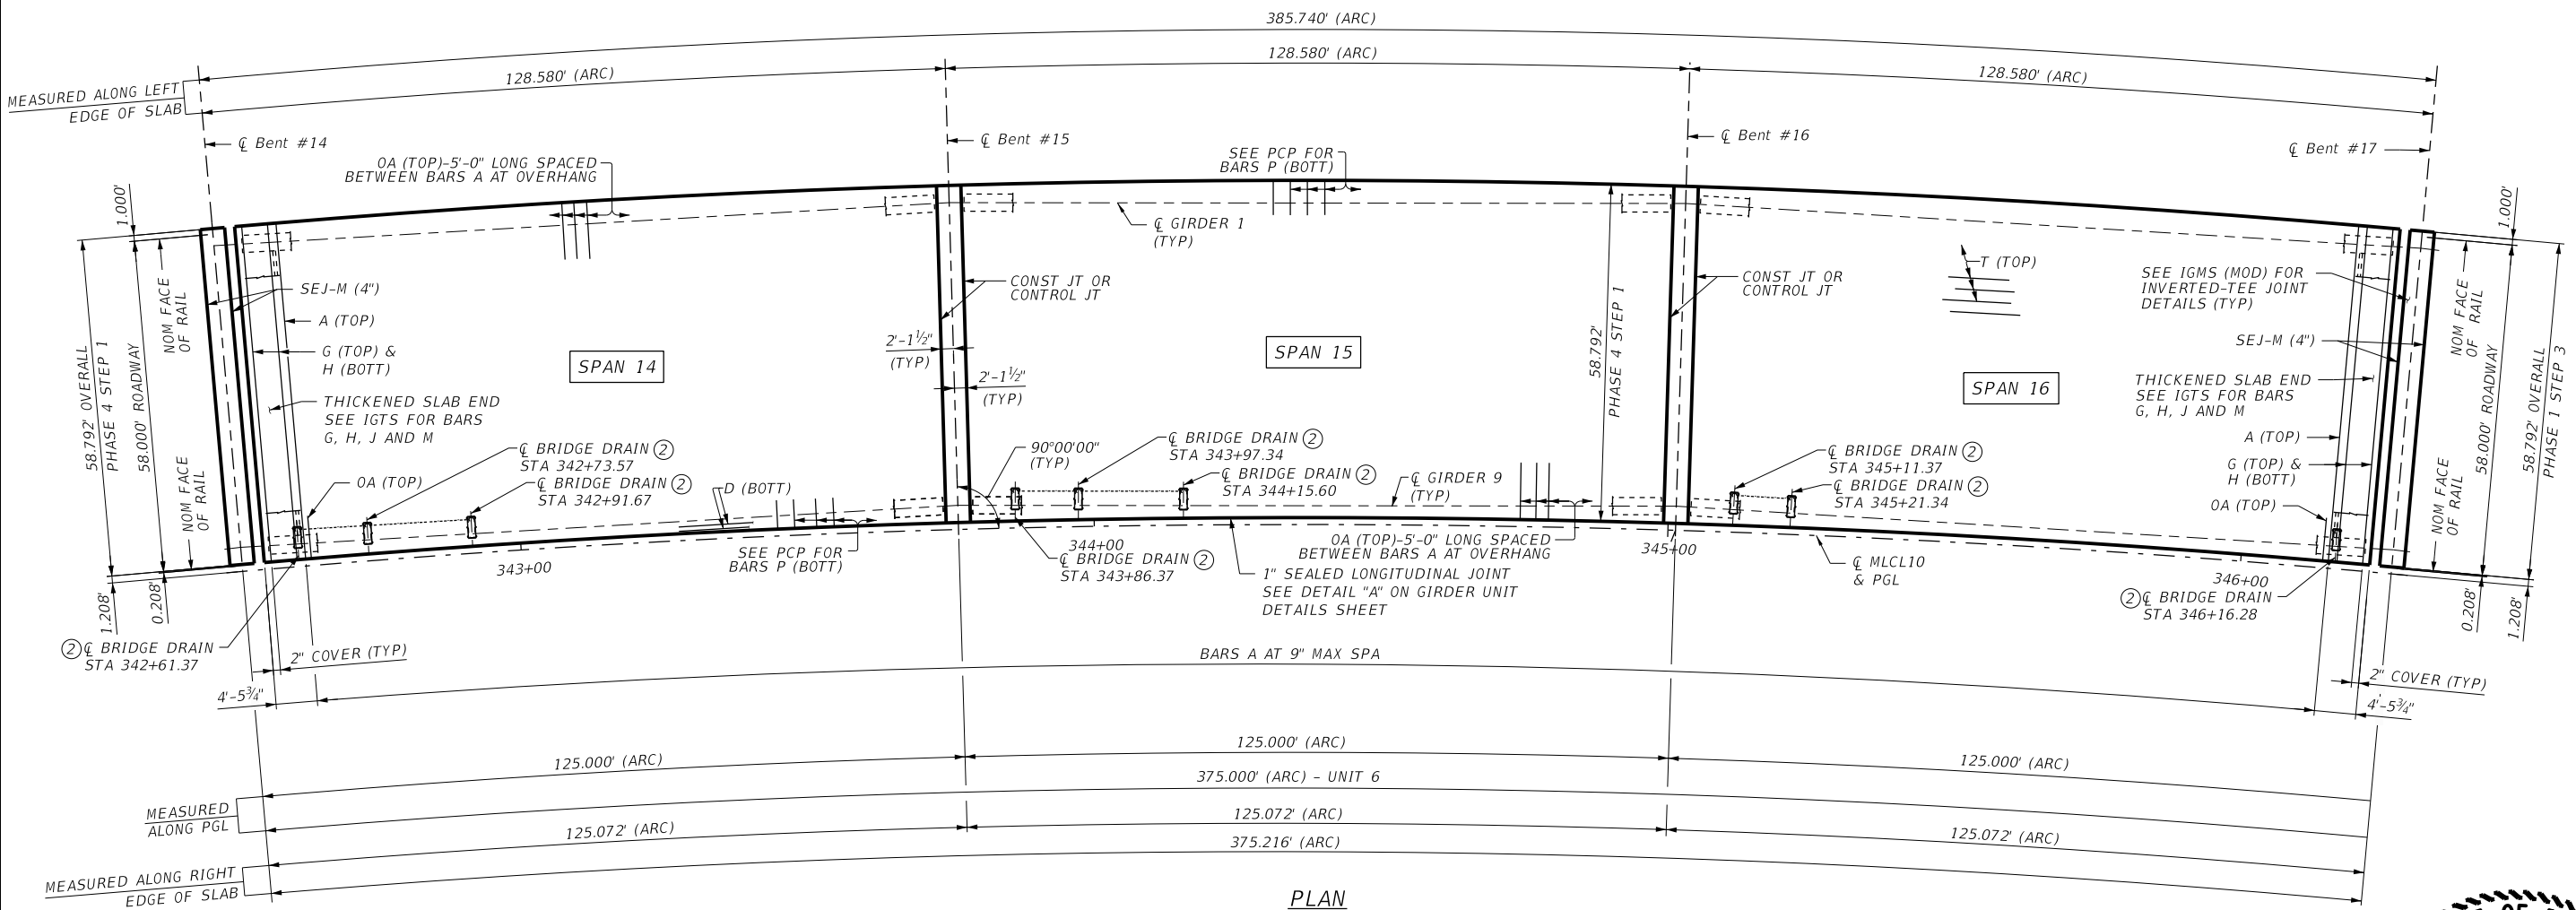 385.740' (ARC)
128.580' (ARC)
128.580' (ARC)
128.580' (ARC)
MEASURED ALONG LEFT
EDGE OF SLAB
℄ Bent #14
℄ Bent #15
℄ Bent #16
℄ Bent #17
OA (TOP)-5'-0" LONG SPACED
BETWEEN BARS A AT OVERHANG
SEE PCP FOR
BARS P (BOTT)
1.000'
1.000'
℄ GIRDER 1
(TYP)
58.792' OVERALL
PHASE 4 STEP 1
58.000' ROADWAY
NOM FACE
OF RAIL
NOM FACE
OF RAIL
SEJ-M (4")
A (TOP)
G (TOP) &
H (BOTT)
THICKENED SLAB END
SEE IGTS FOR BARS
G, H, J AND M
SPAN 14
CONST JT OR
CONTROL JT
2'-1½"
(TYP)
2'-1½"
(TYP)
SPAN 15
58.792'
PHASE 4 STEP 1
CONST JT OR
CONTROL JT
T (TOP)
SPAN 16
SEE IGMS (MOD) FOR
INVERTED-TEE JOINT
DETAILS (TYP)
SEJ-M (4")
THICKENED SLAB END
SEE IGTS FOR BARS
G, H, J AND M
A (TOP)
G (TOP) &
H (BOTT)
OA (TOP)
NOM FACE
OF RAIL
NOM FACE
OF RAIL
58.000' ROADWAY
58.792' OVERALL
PHASE 1 STEP 3
℄ BRIDGE DRAIN 2
STA 342+73.57
℄ BRIDGE DRAIN 2
STA 342+91.67
OA (TOP)
D (BOTT)
90°00'00"
(TYP)
℄ BRIDGE DRAIN 2
STA 343+97.34
℄ BRIDGE DRAIN 2
STA 344+15.60
℄ GIRDER 9
(TYP)
℄ BRIDGE DRAIN 2
STA 345+11.37
℄ BRIDGE DRAIN 2
STA 345+21.34
SEE PCP FOR
BARS P (BOTT)
343+00
344+00
345+00
346+00
℄ BRIDGE DRAIN 2
STA 343+86.37
OA (TOP)-5'-0" LONG SPACED
BETWEEN BARS A AT OVERHANG
1" SEALED LONGITUDINAL JOINT
SEE DETAIL "A" ON GIRDER UNIT
DETAILS SHEET
℄ MLCL10
& PGL
2 ℄ BRIDGE DRAIN
STA 346+16.28
1.208'
0.208'
0.208'
1.208'
2 ℄ BRIDGE DRAIN
STA 342+61.37
2" COVER (TYP)
4'-5¾"
BARS A AT 9" MAX SPA
2" COVER (TYP)
4'-5¾"
125.000' (ARC)
125.000' (ARC)
125.000' (ARC)
375.000' (ARC) - UNIT 6
MEASURED
ALONG PGL
125.072' (ARC)
125.072' (ARC)
125.072' (ARC)
375.216' (ARC)
MEASURED ALONG RIGHT
EDGE OF SLAB
PLAN